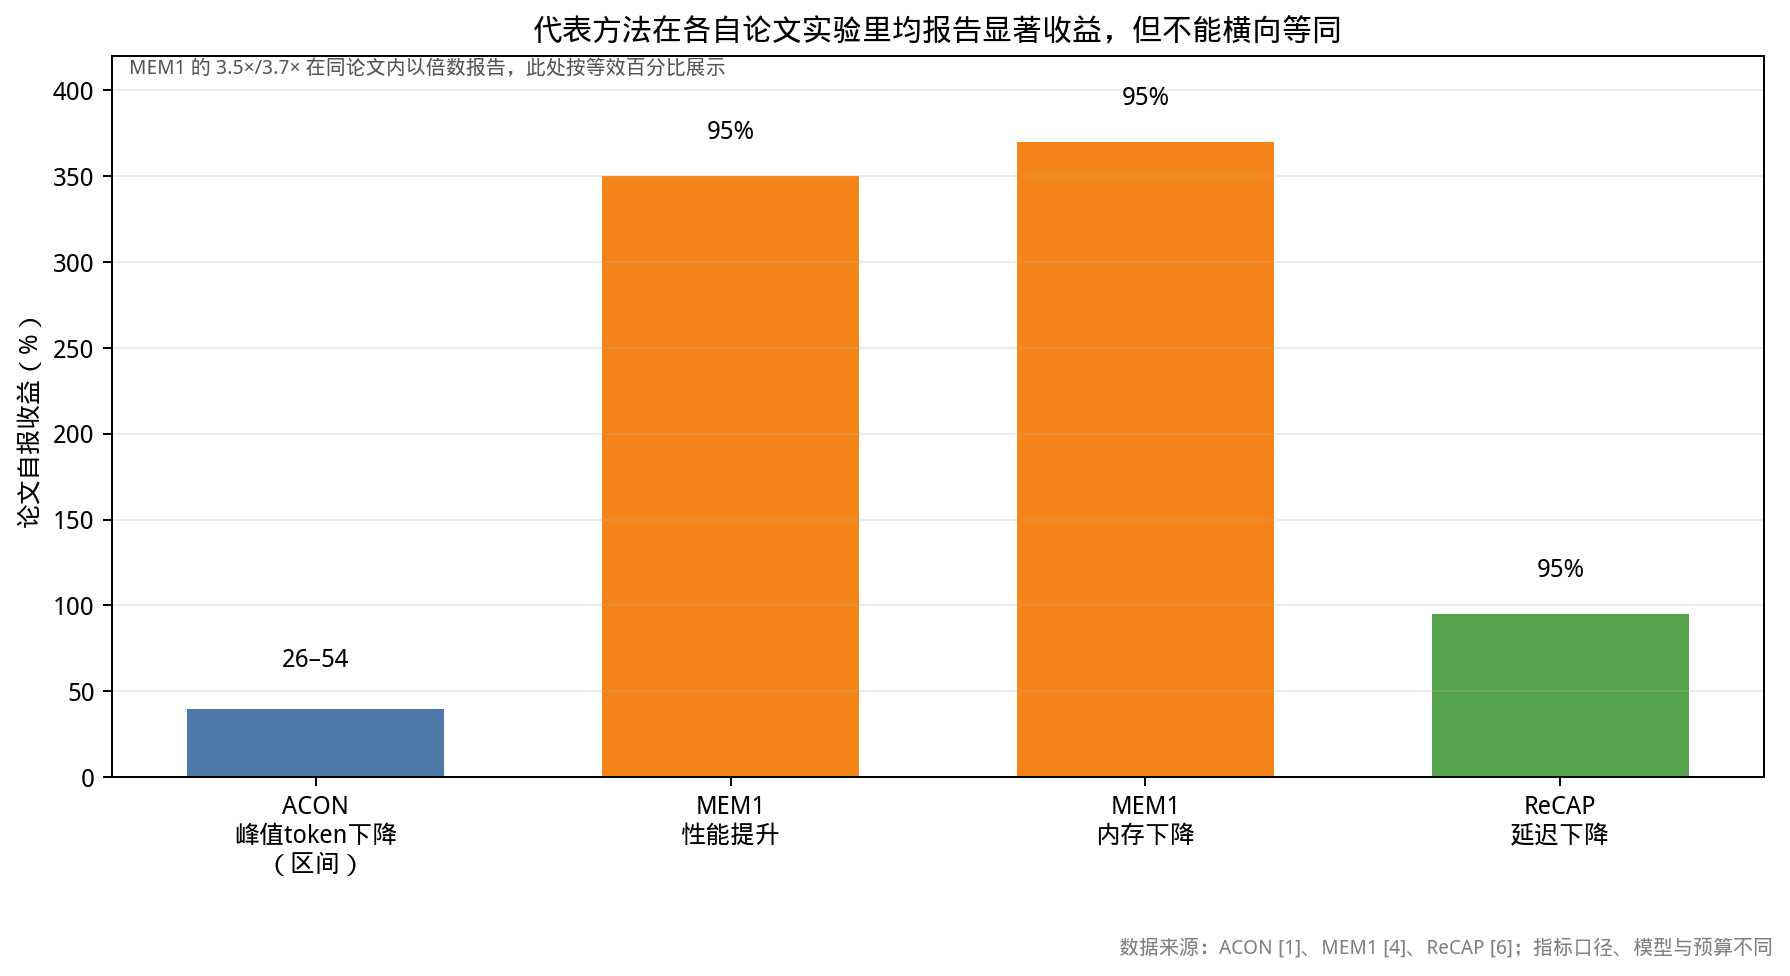 代表方法在各自论文实验里均报告显著收益，但不能横向等同
MEM1 的 3.5×/3.7× 在同论文内以倍数报告，此处按等效百分比展示
论文自报收益（%）
400
350
300
250
200
150
100
50
0
26–54
95%
95%
95%
ACON
峰值token下降
（区间）
MEM1
性能提升
MEM1
内存下降
ReCAP
延迟下降
数据来源：ACON [1]、MEM1 [4]、ReCAP [6]；指标口径、模型与预算不同